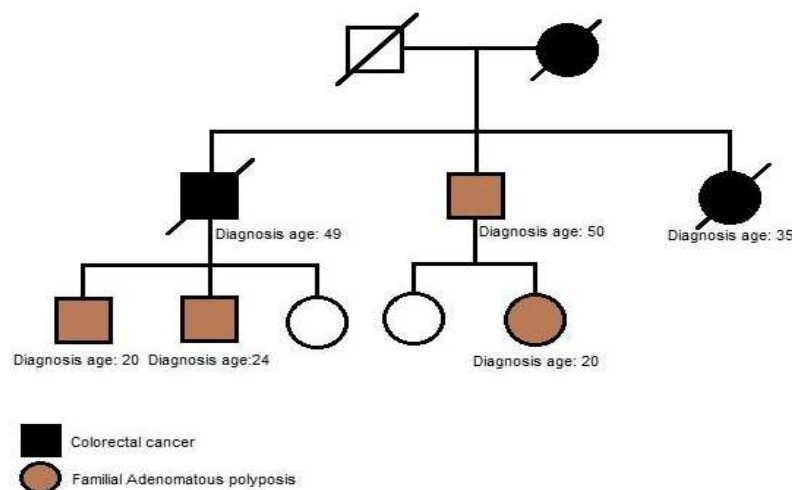 Diagnosis age: 49
Diagnosis age: 50
Diagnosis age: 35
Diagnosis age: 20
Diagnosis age:24
Diagnosis age: 20
Colorectal cancer
Familial Adenomatous polyposis